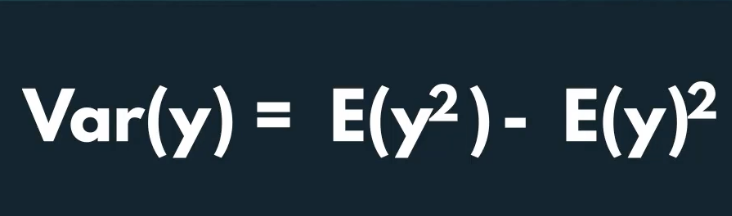 Var(y) = E(y²) - E(y)²